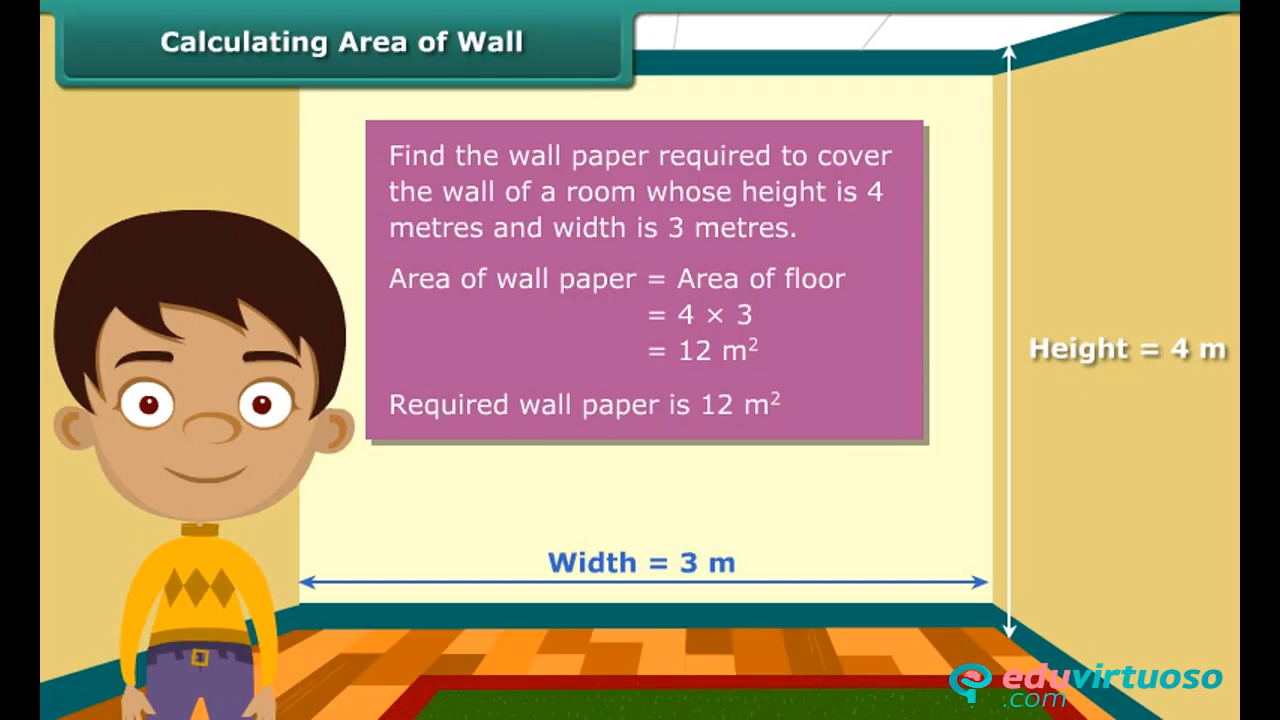 Calculating Area of Wall
Find the wall paper required to cover
the wall of a room whose height is 4
metres and width is 3 metres.
Area of wall paper = Area of floor
= 4 × 3
= 12 m²
Required wall paper is 12 m²
Height = 4 m
Width = 3 m
eduvirtuoso
.com